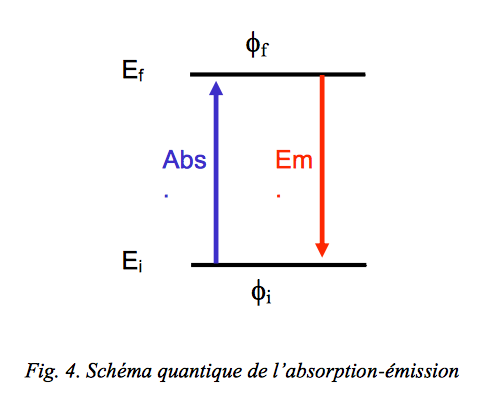 ϕf
Ef
Abs
.
Em
.
Ei
ϕi
Fig. 4. Schéma quantique de l'absorption-émission